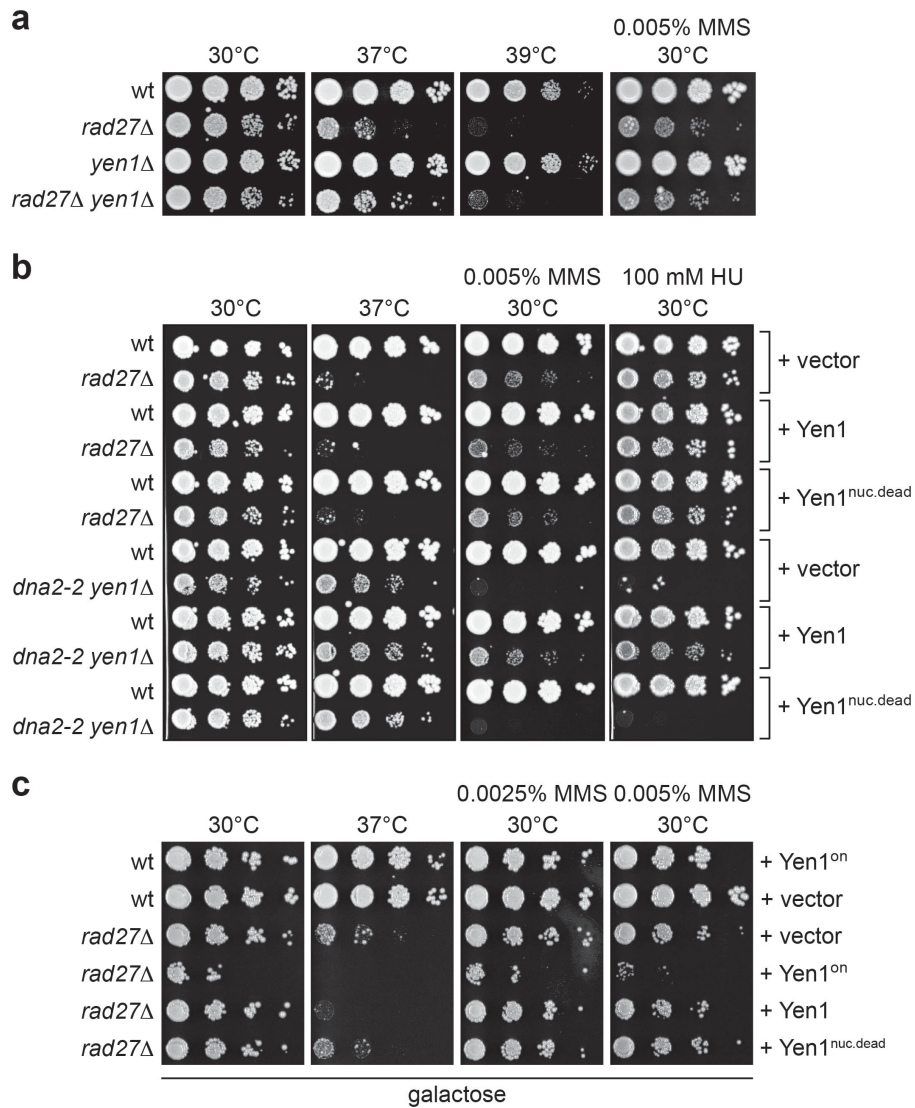 a
0.005% MMS
30°C 37°C 39°C 30°C
wt
rad27Δ
yen1Δ
rad27Δ yen1Δ
b
0.005% MMS 100 mM HU
30°C 37°C 30°C 30°C
wt
rad27Δ
+ vector
wt
rad27Δ
+ Yen1
wt
rad27Δ
+ Yen1nuc.dead
wt
dna2-2 yen1Δ
+ vector
wt
dna2-2 yen1Δ
+ Yen1
wt
dna2-2 yen1Δ
+ Yen1nuc.dead
c
0.0025% MMS 0.005% MMS
30°C 37°C 30°C 30°C
wt + Yen1on
wt + vector
rad27Δ + vector
rad27Δ + Yen1on
rad27Δ + Yen1
rad27Δ + Yen1nuc.dead
galactose